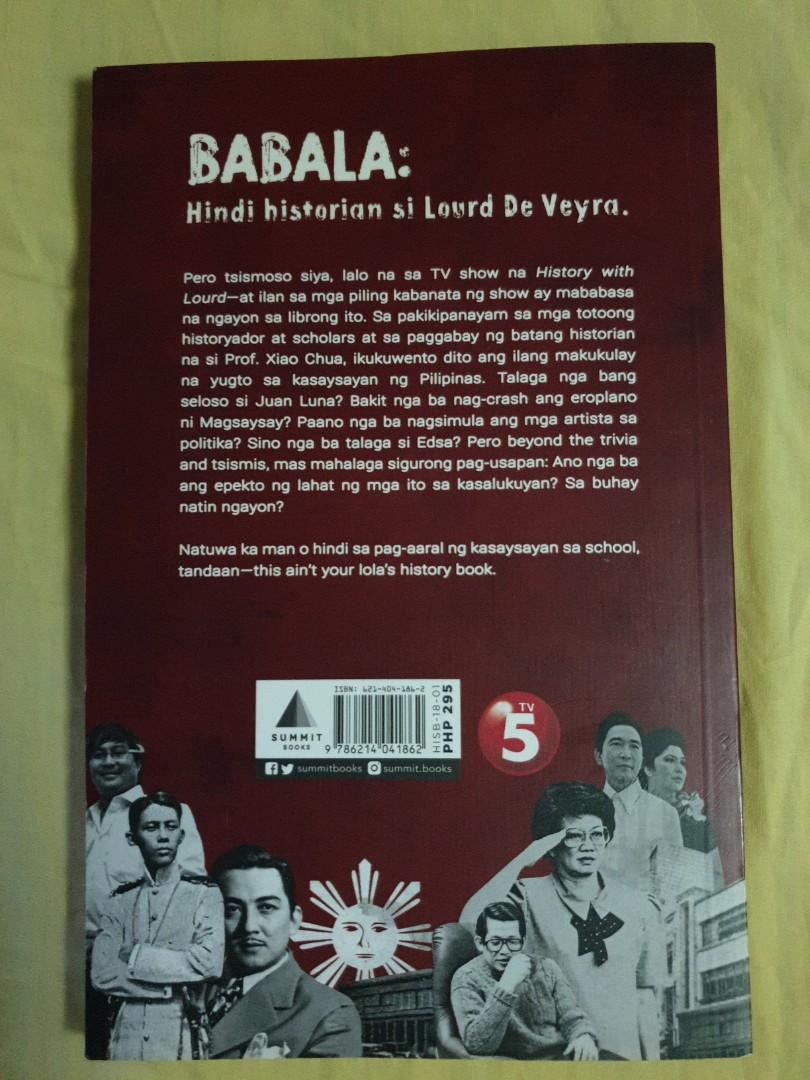 BABALA:
Hindi historian si Lourd De Veyra.
Pero tsismoso siya, lalo na sa TV show na History with
Lourd—at ilan sa mga piling kabanata ng show ay mababasa
na ngayon sa librong ito. Sa pakikipanayam sa mga totoong
historyador at scholars at sa paggabay ng batang historian
na si Prof. Xiao Chua, ikukuwento dito ang ilang makukulay
na yugto sa kasaysayan ng Pilipinas. Talaga nga bang
seloso si Juan Luna? Bakit nga ba nag-crash ang eroplano
ni Magsaysay? Paano nga ba nagsimula ang mga artista sa
politika? Sino nga ba talaga si Edsa? Pero beyond the trivia
and tsismis, mas mahalaga sigurong pag-usapan: Ano nga ba
ang epekto ng lahat ng mga ito sa kasalukuyan? Sa buhay
natin ngayon?
Natuwa ka man o hindi sa pag-aaral ng kasaysayan sa school,
tandaan—this ain't your lola's history book.
SUMMIT
BOOKS
ISBN: 621-404-186-2
9 786214 041862
HISB-18-01
PHP 295
summitbooks summit.books
TV
5